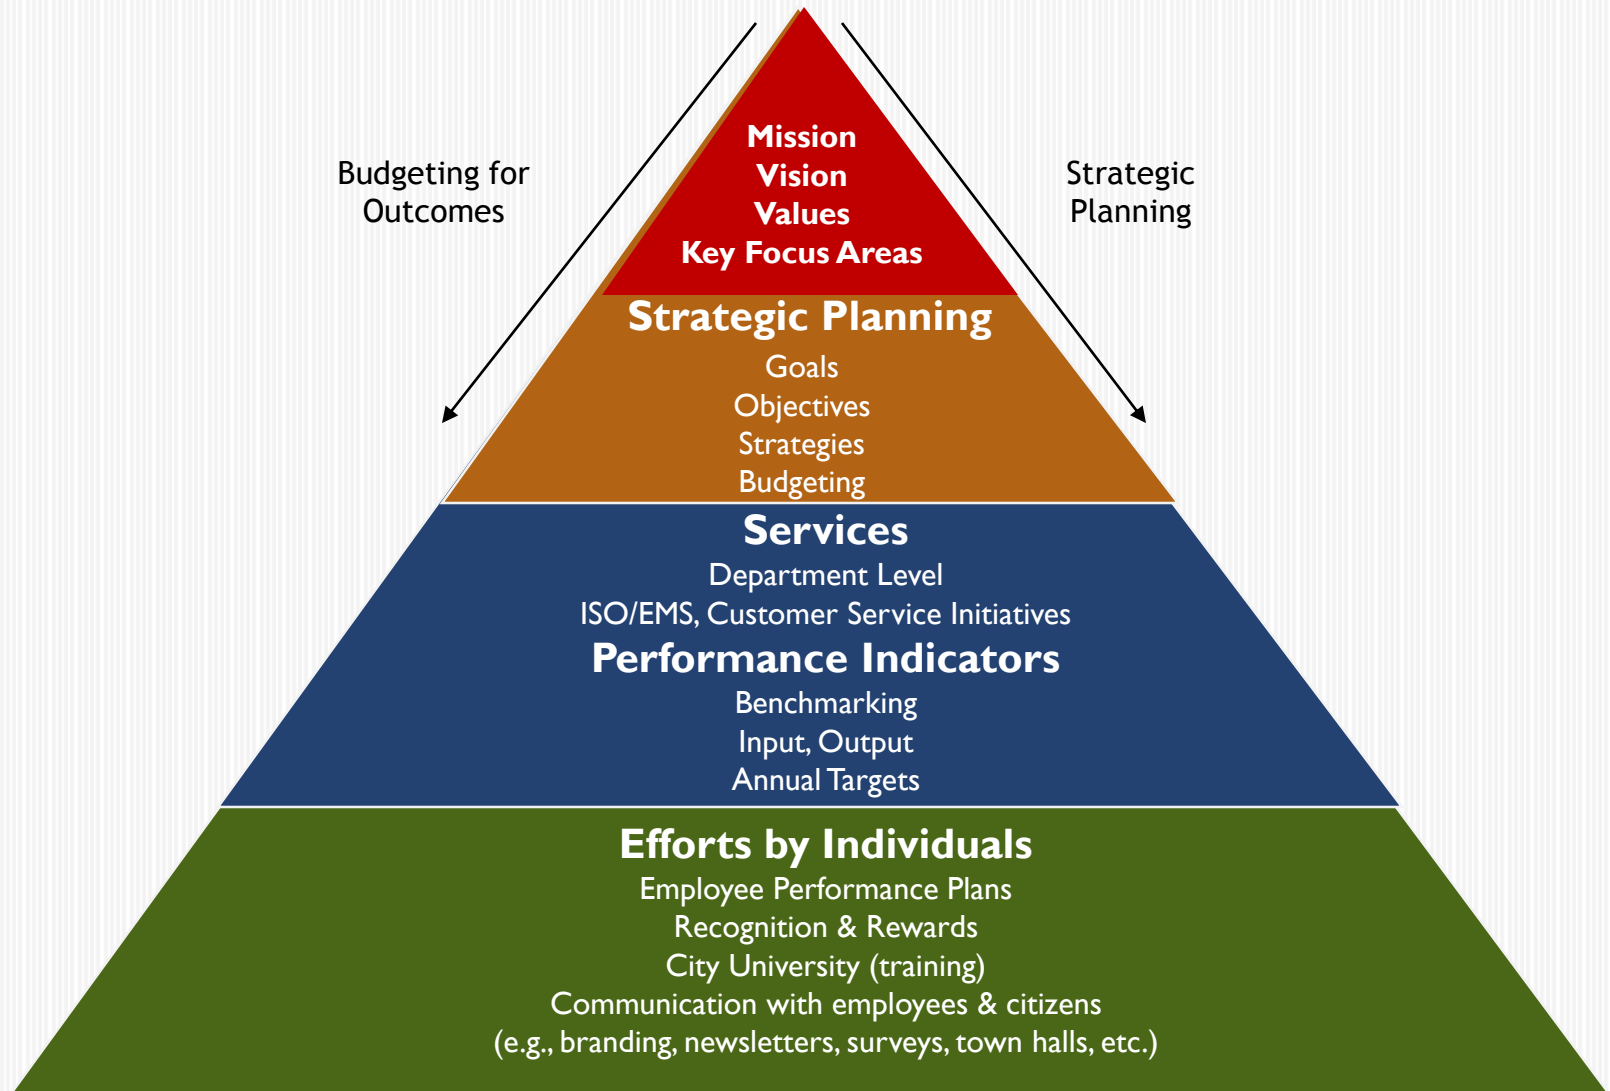 Budgeting for
Outcomes
Strategic
Planning
Mission
Vision
Values
Key Focus Areas
Strategic Planning
Goals
Objectives
Strategies
Budgeting
Services
Department Level
ISO/EMS, Customer Service Initiatives
Performance Indicators
Benchmarking
Input, Output
Annual Targets
Efforts by Individuals
Employee Performance Plans
Recognition & Rewards
City University (training)
Communication with employees & citizens
(e.g., branding, newsletters, surveys, town halls, etc.)